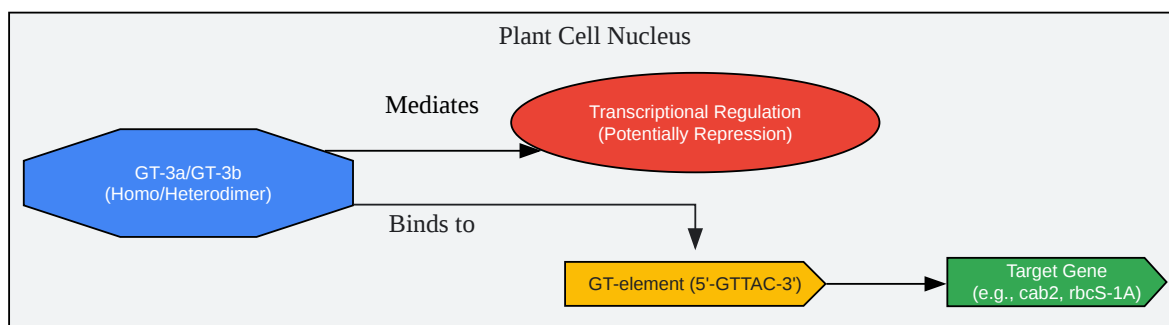 Plant Cell Nucleus
Mediates
Transcriptional Regulation
(Potentially Repression)
GT-3a/GT-3b
(Homo/Heterodimer)
Binds to
GT-element (5'-GTTAC-3')
Target Gene
(e.g., cab2, rbcS-1A)